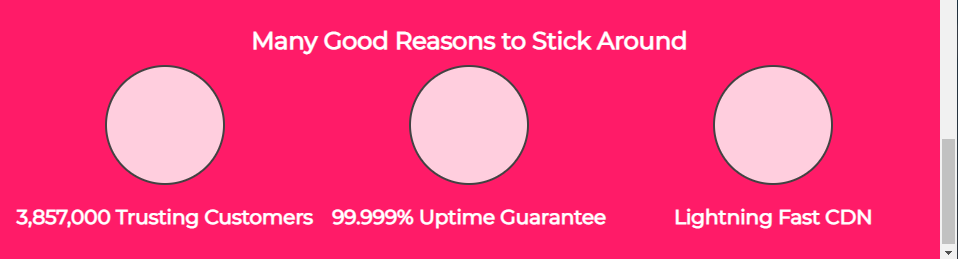 Many Good Reasons to Stick Around
3,857,000 Trusting Customers
99.999% Uptime Guarantee
Lightning Fast CDN